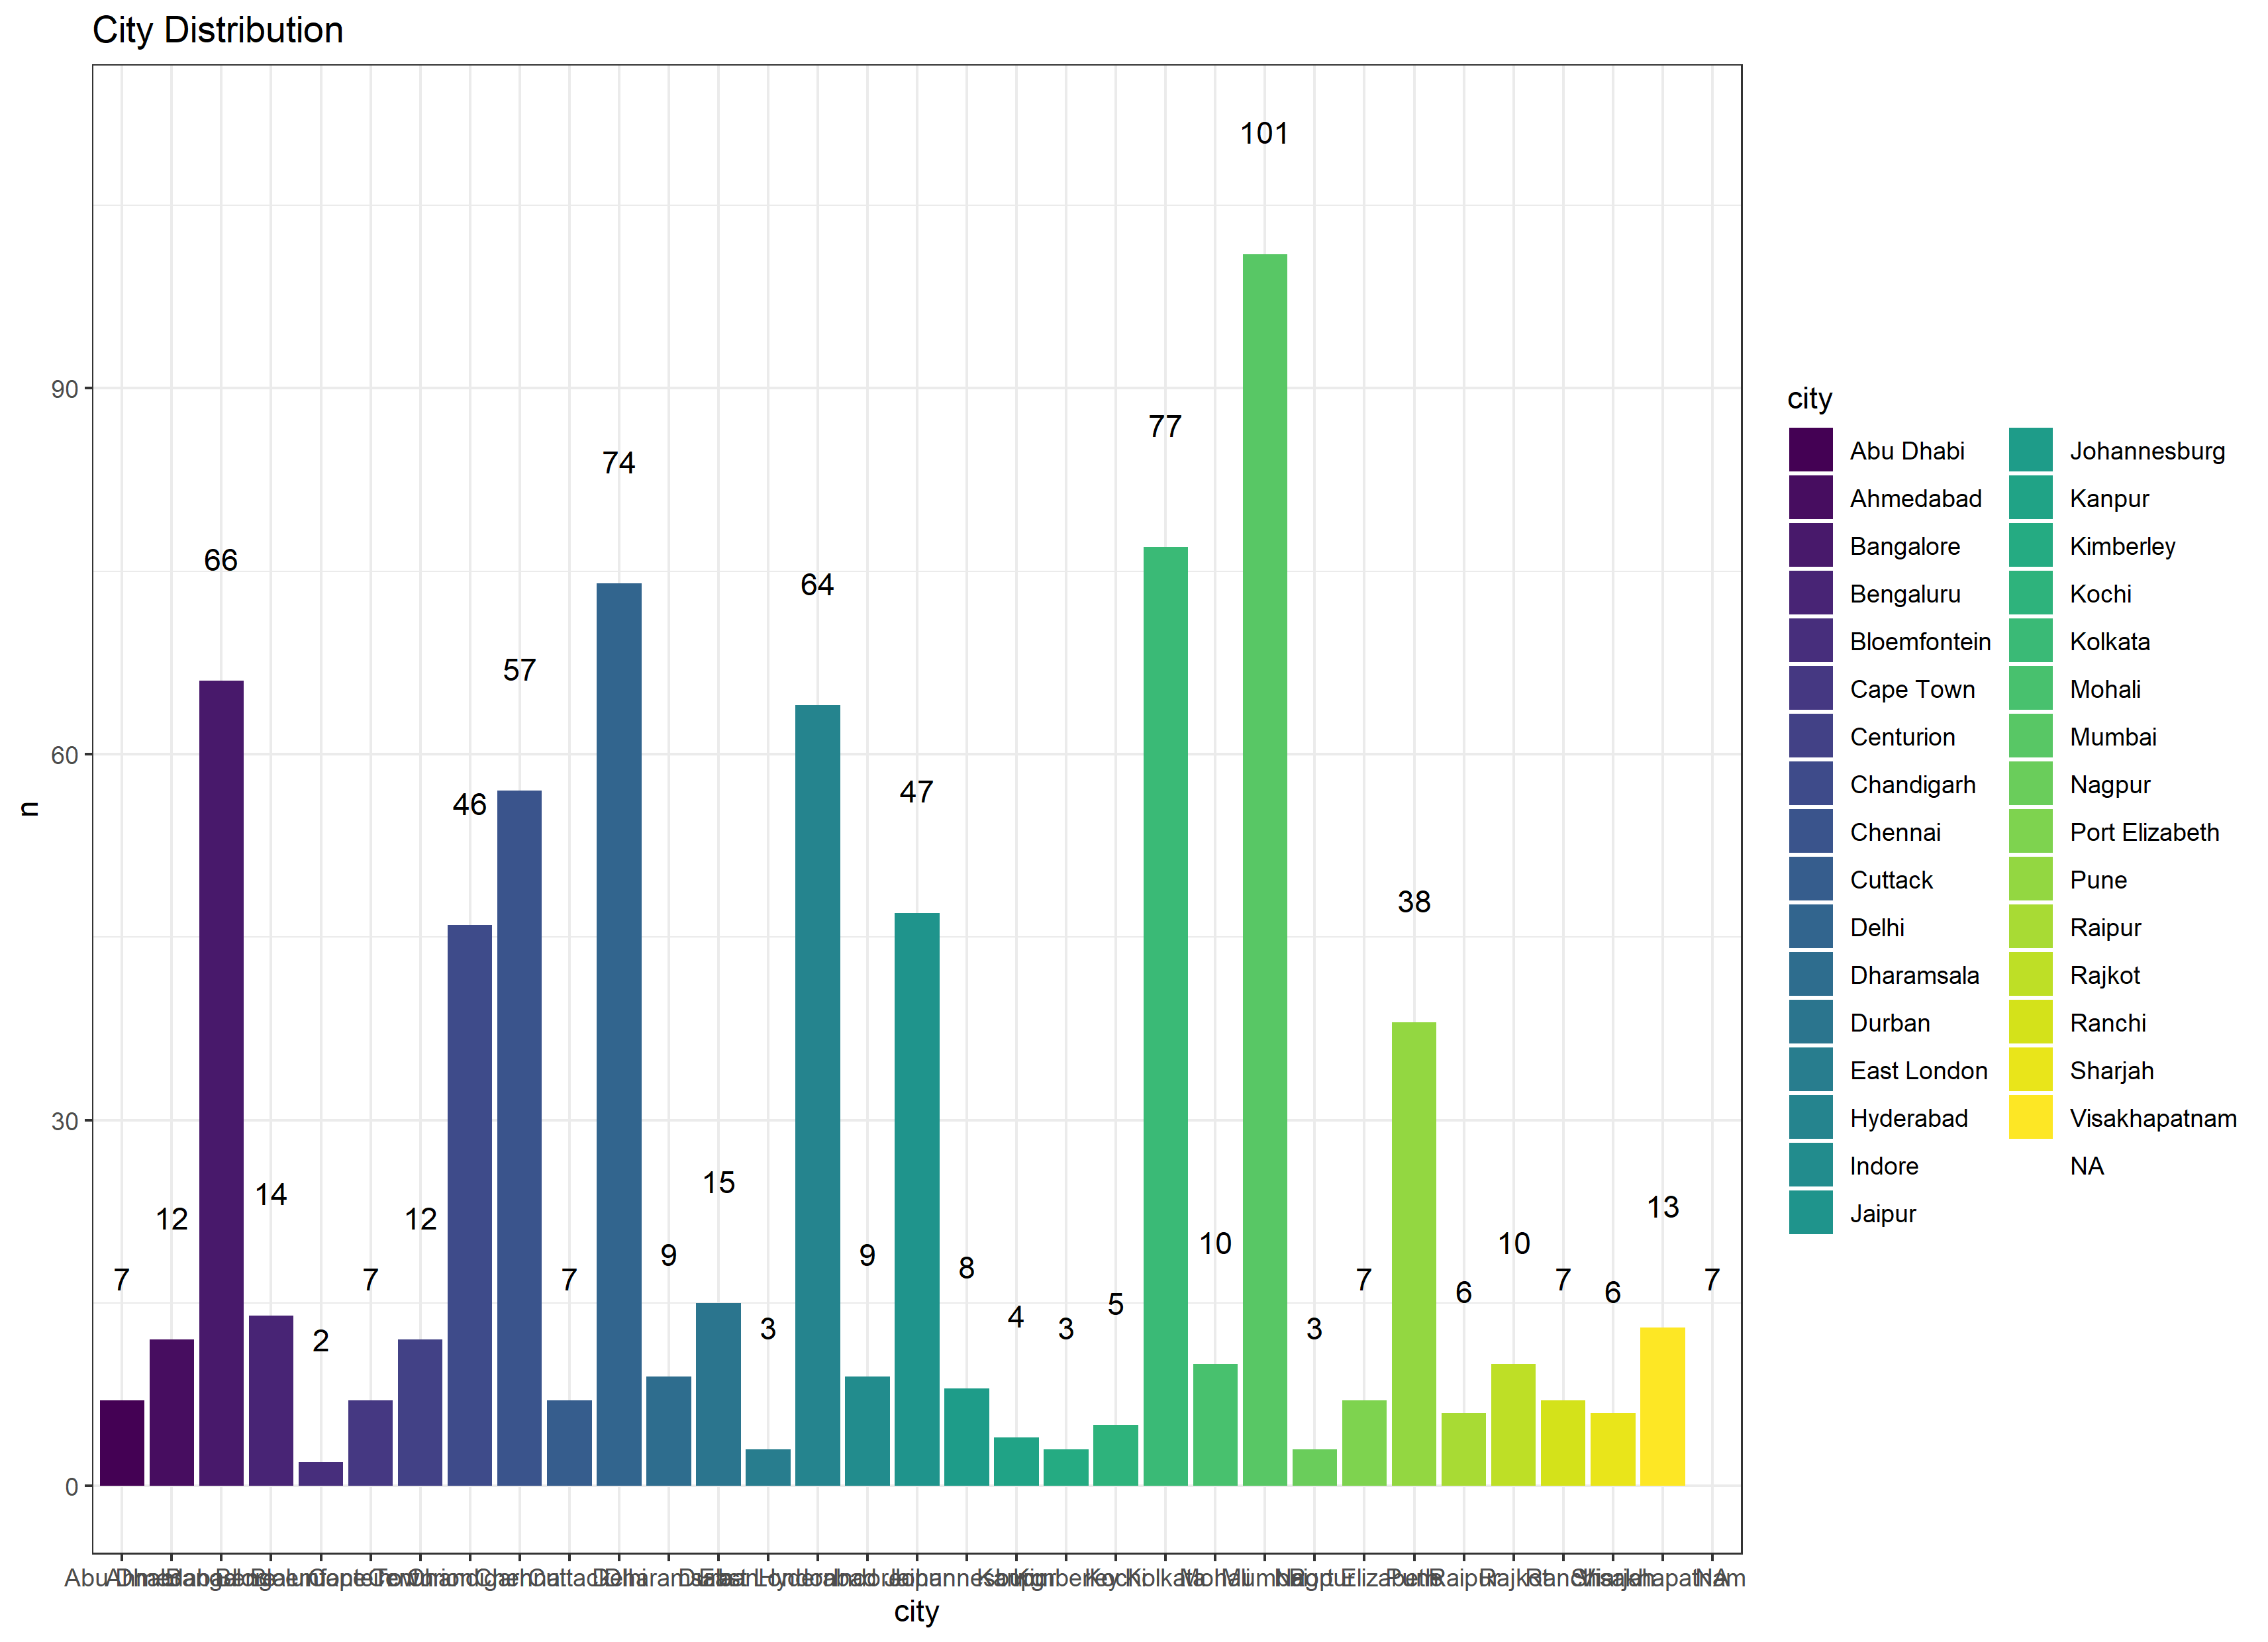 City Distribution
101
90
77
74
66
64
60
57
46
47
38
30
15
14
12
12
13
10
10
9
9
8
7
7
7
7
7
7
6
6
5
4
3
3
3
2
0
n
Kolkata Mohali Raipur Rajkot
city
city
Abu Dhabi
Ahmedabad
Bangalore
Bengaluru
Bloemfontein
Cape Town
Centurion
Chandigarh
Chennai
Cuttack
Delhi
Dharamsala
Durban
East London
Hyderabad
Indore
Jaipur
Johannesburg
Kanpur
Kimberley
Kochi
Kolkata
Mohali
Mumbai
Nagpur
Port Elizabeth
Pune
Raipur
Rajkot
Ranchi
Sharjah
Visakhapatnam
NA